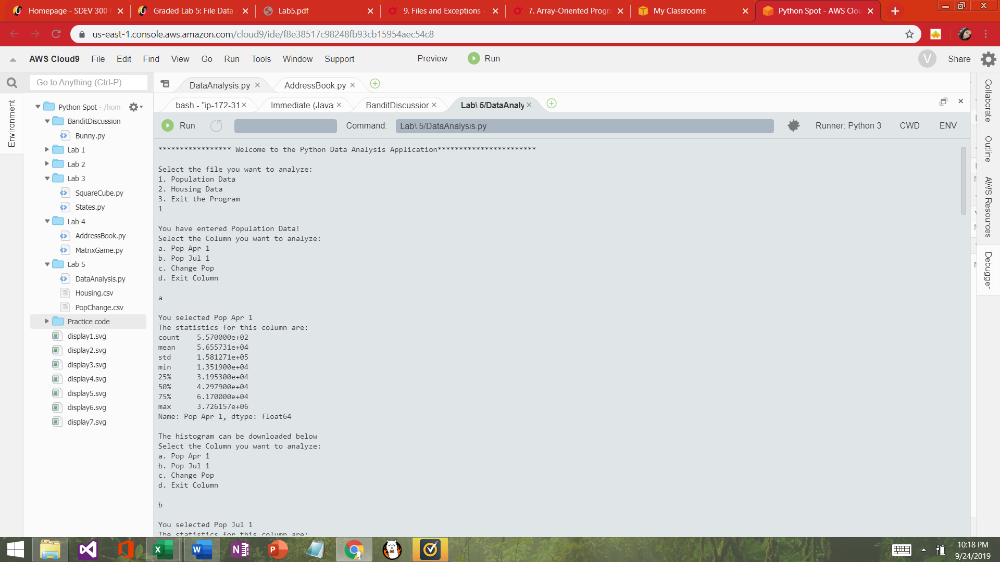 Homepage - SDEV 300
Graded Lab 5: File Data
Lab5.pdf
9. Files and Exceptions -
7. Array-Oriented Progr
My Classrooms
Python Spot - AWS Clou
us-east-1.console.aws.amazon.com/cloud9/ide/f8e38517c98248fb93cb15954aec54c8
AWS Cloud9 File Edit Find View Go Run Tools Window Support Preview Run V Share
Go to Anything (Ctrl-P)
DataAnalysis.py
AddressBook.py
bash - "ip-172-31
Immediate (Java
BanditDiscussion
Lab\ 5/DataAnaly
Run Command: Lab\ 5/DataAnalysis.py Runner: Python 3 CWD ENV
Environment
Python Spot - /hom
BanditDiscussion
Bunny.py
Lab 1
Lab 2
Lab 3
SquareCube.py
States.py
Lab 4
AddressBook.py
MatrixGame.py
Lab 5
DataAnalysis.py
Housing.csv
PopChange.csv
Practice code
display1.svg
display2.svg
display3.svg
display4.svg
display5.svg
display6.svg
display7.svg
***************** Welcome to the Python Data Analysis Application***********************
Select the file you want to analyze:
1. Population Data
2. Housing Data
3. Exit the Program
1
You have entered Population Data!
Select the Column you want to analyze:
a. Pop Apr 1
b. Pop Jul 1
c. Change Pop
d. Exit Column
a
You selected Pop Apr 1
The statistics for this column are:
count 5.570000e+02
mean 5.655731e+04
std 1.581271e+05
min 1.351900e+04
25% 3.195300e+04
50% 4.297900e+04
75% 6.170000e+04
max 3.726157e+06
Name: Pop Apr 1, dtype: float64
The histogram can be downloaded below
Select the Column you want to analyze:
a. Pop Apr 1
b. Pop Jul 1
c. Change Pop
d. Exit Column
b
You selected Pop Jul 1
The statistics for this column are:
Collaborate
Outline
AWS Resources
Debugger
10:18 PM
9/24/2019